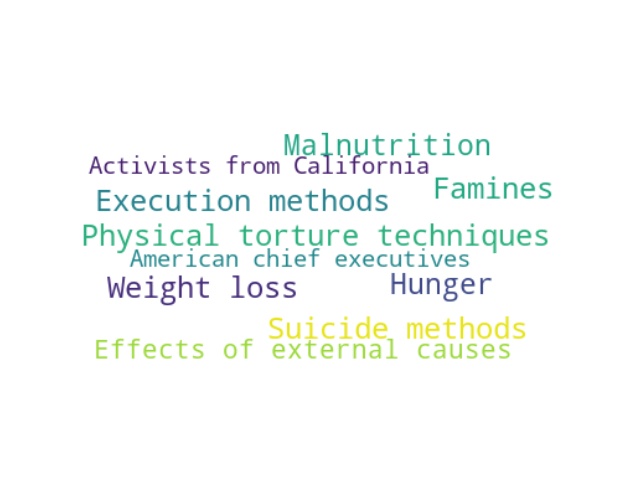 Malnutrition
Activists from California
Famines
Execution methods
Physical torture techniques
American chief executives
Hunger
Weight loss
Suicide methods
Effects of external causes